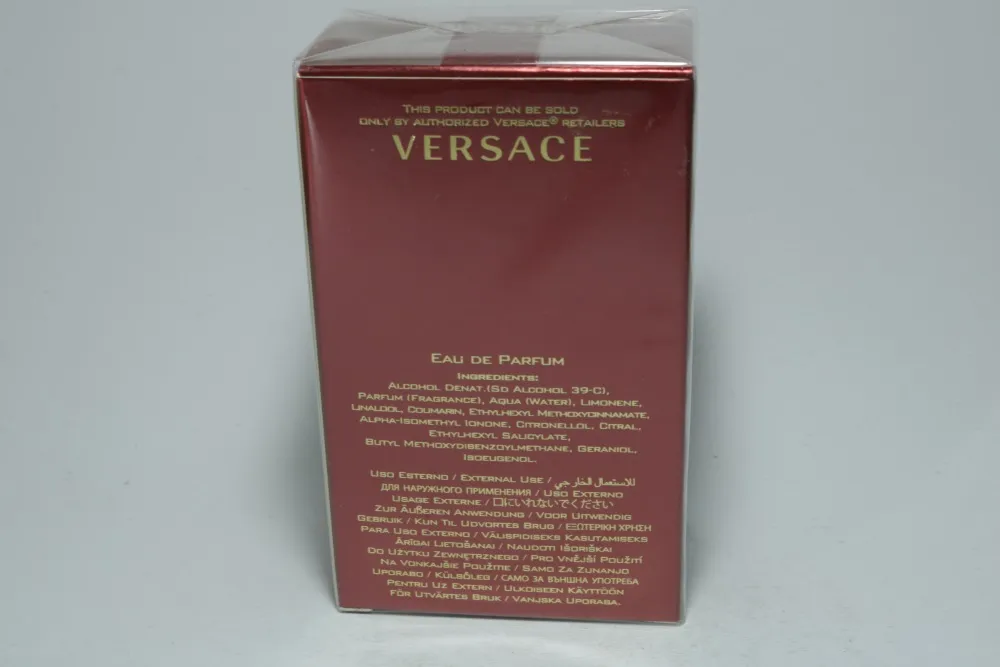 THIS PRODUCT CAN BE SOLD
ONLY BY AUTHORIZED VERSACE® RETAILERS
VERSACE
EAU DE PARFUM
INGREDIENTS:
ALCOHOL DENAT.(SD ALCOHOL 39-C),
PARFUM (FRAGRANCE), AQUA (WATER), LIMONENE,
LINALOOL, COUMARIN, ETHYLHEXYL METHOXYCINNAMATE,
ALPHA-ISOMETHYL IONONE, CITRONELLOL, CITRAL,
ETHYLHEXYL SALICYLATE,
BUTYL METHOXYDIBENZOYLMETHANE, GERANIOL,
ISOEUGENOL.
USO ESTERNO / EXTERNAL USE / للاستعمال الخارجي
ДЛЯ НАРУЖНОГО ПРИМЕНЕНИЯ / USO EXTERNO
USAGE EXTERNE / 口にいれないでください
ZUR ÄUßEREN ANWENDUNG / VOOR UITWENDIG
GEBRUIK / KUN TIL UDVORTES BRUG / ΕΞΩΤΕΡΙΚΗ ΧΡΗΣΗ
PARA USO EXTERNO / VÄLISPIDISEKS KASUTAMISEKS
ĀRĪGAI LIETOŠANAI / NAUDOTI IŠORIŠKAI
DO UŻYTKU ZEWNĘTRZNEGO / PRO VNĚJŠÍ POUŽITÍ
NA VONKAJŠIE POUŽITIE / SAMO ZA ZUNANJO
UPORABO / KÜLSŐLEG / САМО ЗА ВЪНШНА УПОТРЕБА
PENTRU UZ EXTERN / ULKOISEEN KÄYTTÖÖN
FÖR UTVÄRTES BRUK / VANJSKA UPORABA.